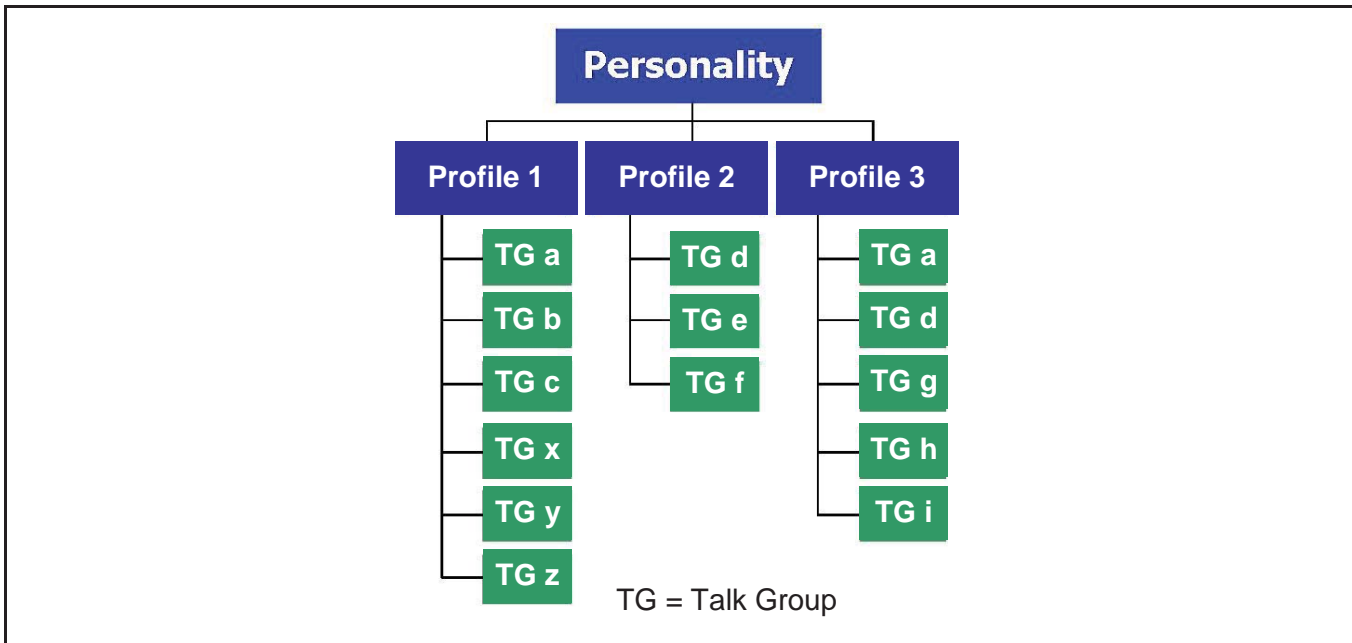 Personality
Profile 1
TG a
TG b
TG c
TG x
TG y
TG z
Profile 2
TG d
TG e
TG f
Profile 3
TG a
TG d
TG g
TG h
TG i
TG = Talk Group